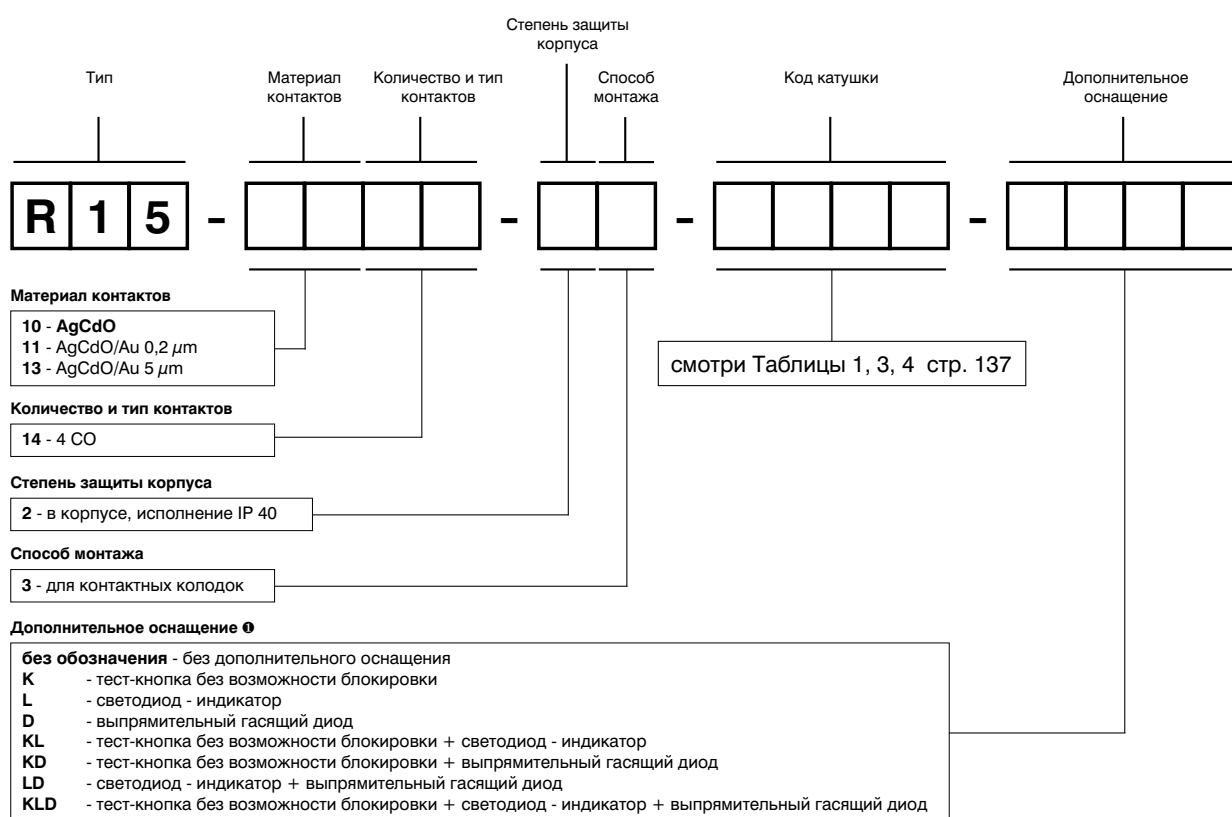 Степень защиты
корпуса
Тип
Материал
контактов
Количество и тип
контактов
Способ
монтажа
Код катушки
Дополнительное
оснащение
R15 - - - -
Материал контактов
10 - AgCdO
11 - AgCdO/Au 0,2 μm
13 - AgCdO/Au 5 μm
смотри Таблицы 1, 3, 4 стр. 137
Количество и тип контактов
14 - 4 CO
Степень защиты корпуса
2 - в корпусе, исполнение IP 40
Способ монтажа
3 - для контактных колодок
Дополнительное оснащение ❶
без обозначения - без дополнительного оснащения
K - тест-кнопка без возможности блокировки
L - светодиод - индикатор
D - выпрямительный гасящий диод
KL - тест-кнопка без возможности блокировки + светодиод - индикатор
KD - тест-кнопка без возможности блокировки + выпрямительный гасящий диод
LD - светодиод - индикатор + выпрямительный гасящий диод
KLD - тест-кнопка без возможности блокировки + светодиод - индикатор + выпрямительный гасящий диод